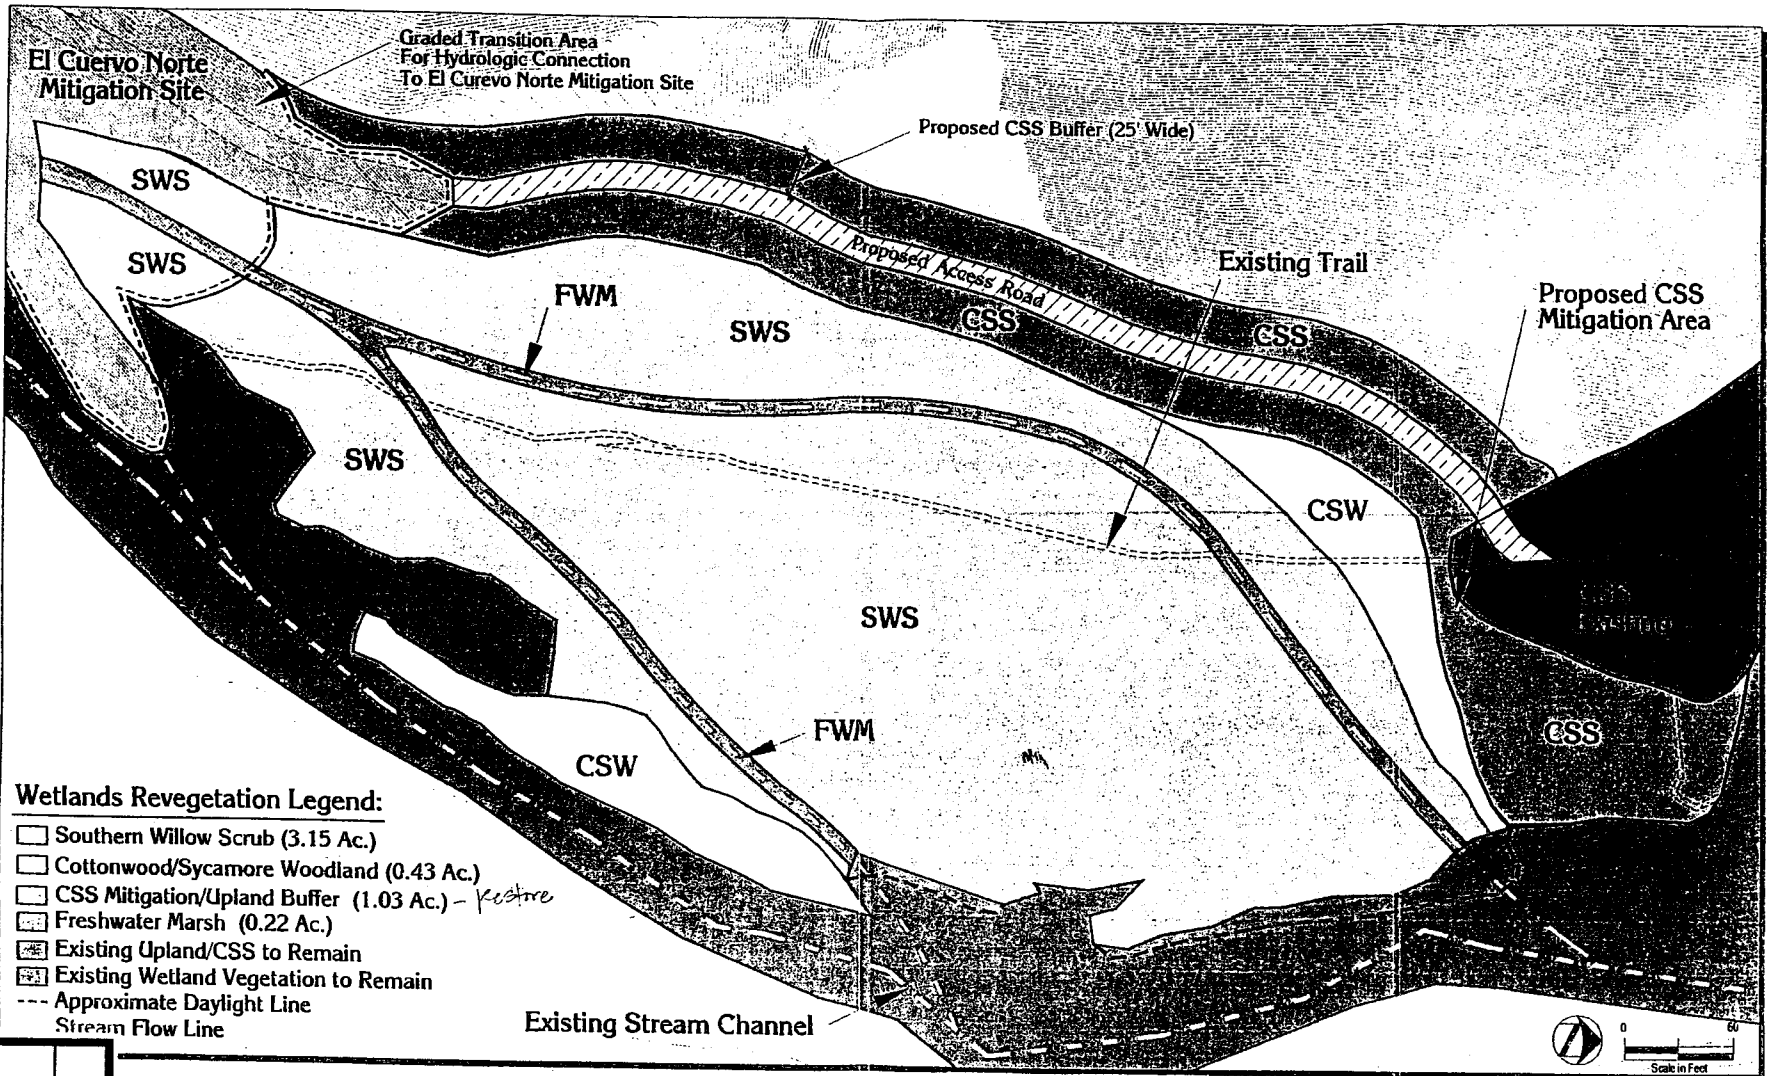 El Cuervo Norte
Mitigation Site
Graded Transition Area
For Hydrologic Connection
To El Curevo Norte Mitigation Site
Proposed CSS Buffer (25' Wide)
SWS
SWS
Proposed Access Road
Existing Trail
FWM
SWS
CSS
CSS
Proposed CSS
Mitigation Area
SWS
CSW
SWS
Existing
FWM
CSS
CSW
Wetlands Revegetation Legend:
Southern Willow Scrub (3.15 Ac.)
Cottonwood/Sycamore Woodland (0.43 Ac.)
CSS Mitigation/Upland Buffer (1.03 Ac.) - Restore
Freshwater Marsh (0.22 Ac.)
Existing Upland/CSS to Remain
Existing Wetland Vegetation to Remain
--- Approximate Daylight Line
Stream Flow Line
Existing Stream Channel
0 60
Scale in Feet